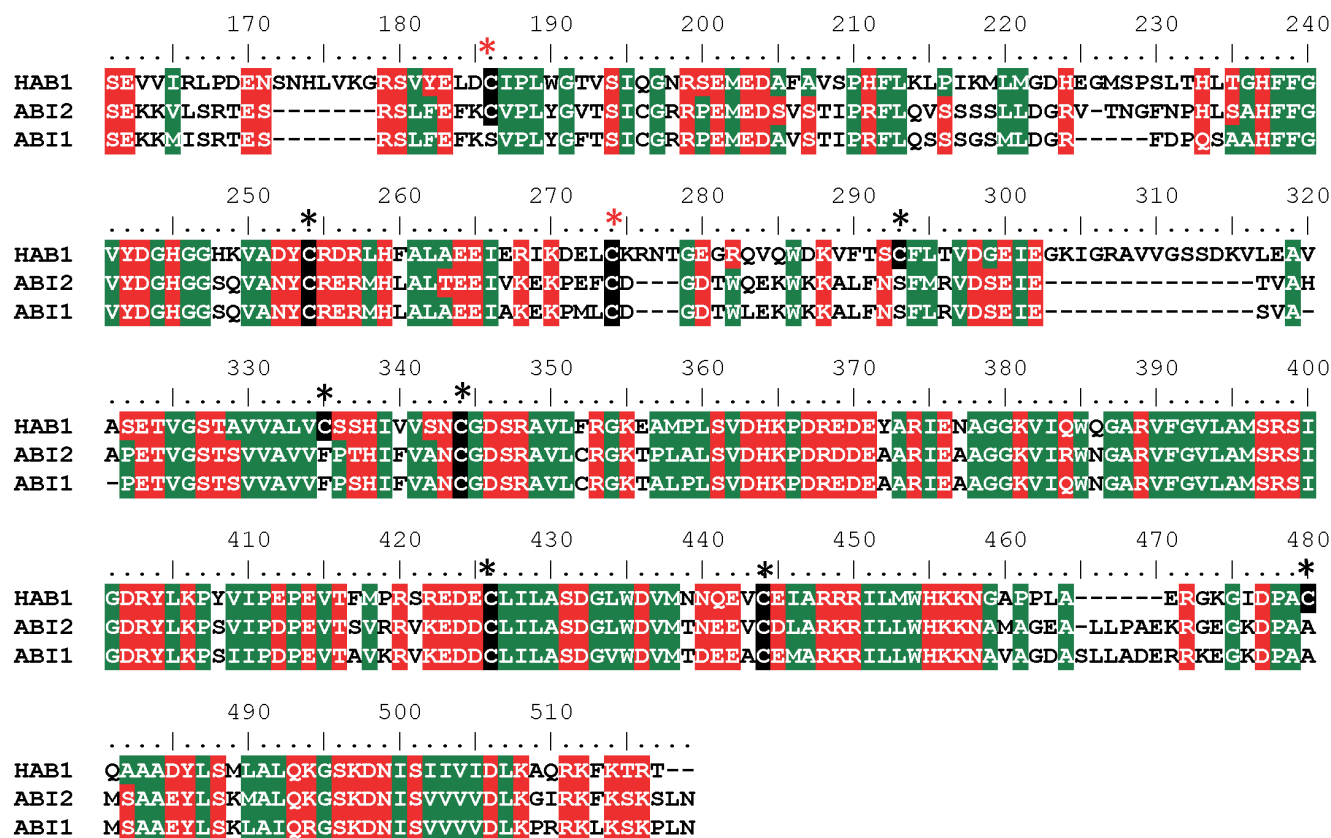 170 180 190 200 210 220 230 240
*
HAB1 SEVVIRLPDENSNHLVKGRSVYELDCIPLWGTVSIQGNRSEMEDAFAVSPHFLKLPIKMLMGDHEGMSPSLTHLTGHFFG
ABI2 SEKKVLSRTES-------RSLFEFKCVPLYGVTSICGRRPEMEDSVSTIPRFLQVSSSSLLDGRV-TNGFNPHLSAHFFG
ABI1 SEKKMISRTES-------RSLFEFKSVPLYGFTSICGRRPEMEDAVSTIPRFLQSSSGSMLDGR-----FDPQSAAHFFG
250 260 270 280 290 300 310 320
* * *
HAB1 VYDGHGGHKVADYCRDRLHFALAEEIERIKDELCKRNTGEGRQVQWDKVFTSCFLTVDGEIEGKIGRAVVGSSDKVLEAV
ABI2 VYDGHGGSQVANYCRERMHLALTEEIVKEKPEFCD---GDTWQEKWKKALFNSFMRVDSEIE--------------TVAH
ABI1 VYDGHGGSQVANYCRERMHLALAEEIAKEKPMLCD---GDTWLEKWKKALFNSFLRVDSEIE--------------SVA-
330 340 350 360 370 380 390 400
* *
HAB1 ASETVGSTAVVALVCSSHIVVSNCGDSRAVLFRGKEAMPLSVDHKPDREDEYARIENAGGKVIQWQGARVFGVLAMSRSI
ABI2 APETVGSTSVVAVVFPTHIFVANCGDSRAVLCRGKTPLALSVDHKPDRDDEAARIEAAGGKVIRWNGARVFGVLAMSRSI
ABI1 -PETVGSTSVVAVVFPSHIFVANCGDSRAVLCRGKTALPLSVDHKPDREDEAARIEAAGGKVIQWNGARVFGVLAMSRSI
410 420 430 440 450 460 470 480
* * *
HAB1 GDRYLKPYVIPEPEVTFMPRSREDECLILASDGLWDVMNNQEVCEIARRRILMWHKKNGAPPLA------ERGKGIDPAC
ABI2 GDRYLKPSVIPDPEVTSVRRVKEDDCLILASDGLWDVMTNEEVCDLARKRILLWHKKNAMAGEA-LLPAEKRGEGKDPAA
ABI1 GDRYLKPSIIPDPEVTAVKRVKEDDCLILASDGVWDVMTDEEACEMARKRILLWHKKNAVAGDASLLADERRKEGKDPAA
490 500 510
HAB1 QAAADYLSMLALQKGSKDNISIIVIDLKAQRKFKTRT--
ABI2 MSAAEYLSKMALQKGSKDNISVVVVDLKGIRKFKSKSLN
ABI1 MSAAEYLSKLAIQRGSKDNISVVVVDLKPRRKLKSKPLN